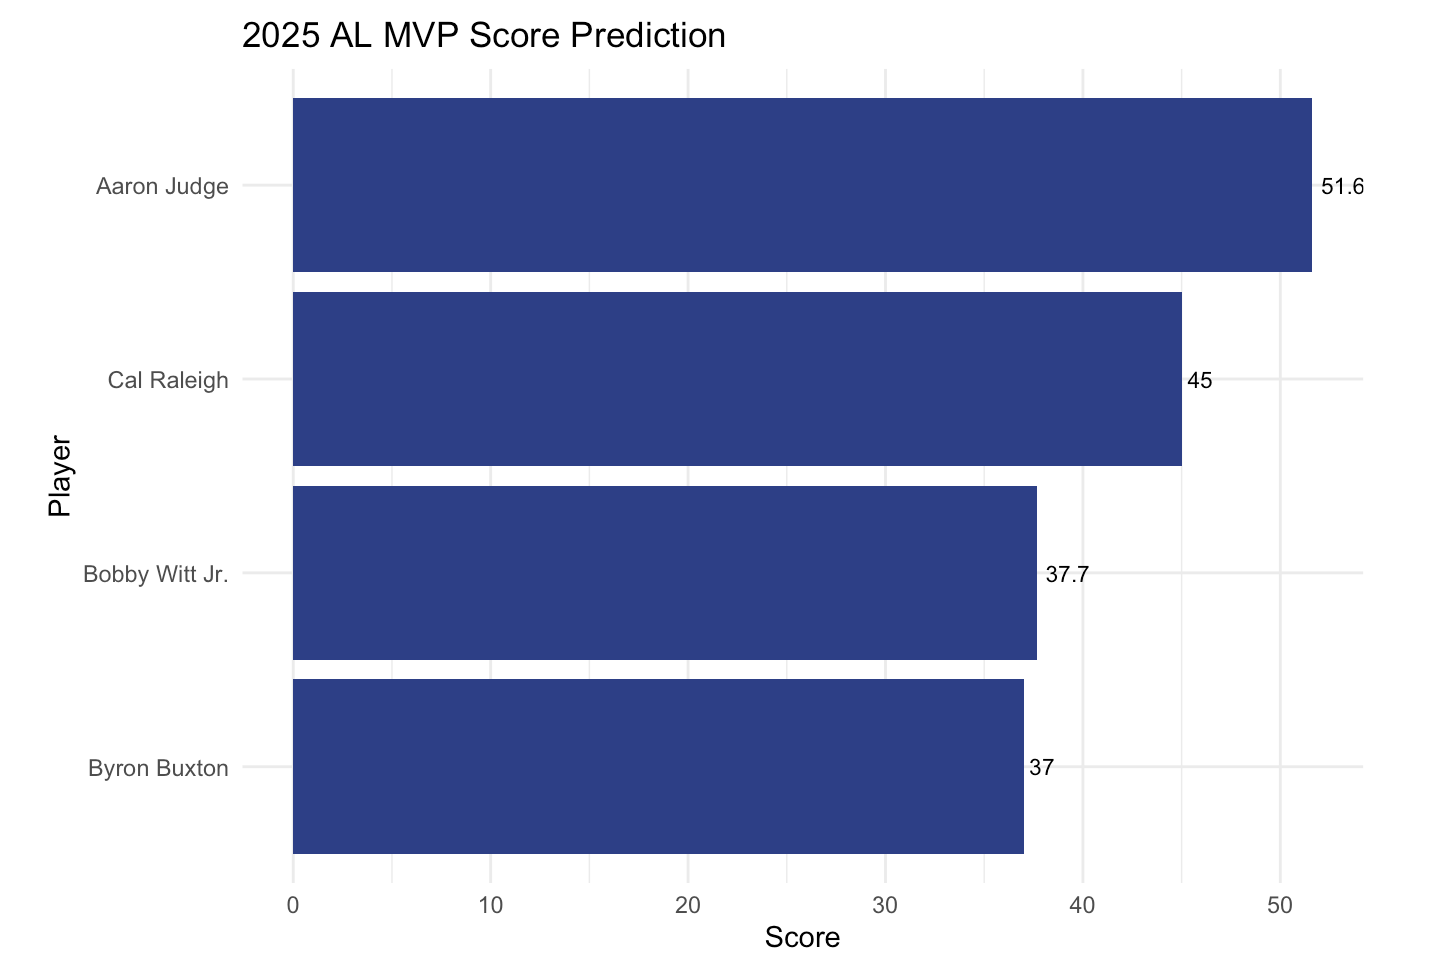 2025 AL MVP Score Prediction
Aaron Judge
51.6
Cal Raleigh
45
Bobby Witt Jr.
37.7
Byron Buxton
37
Player
0 10 20 30 40 50
Score